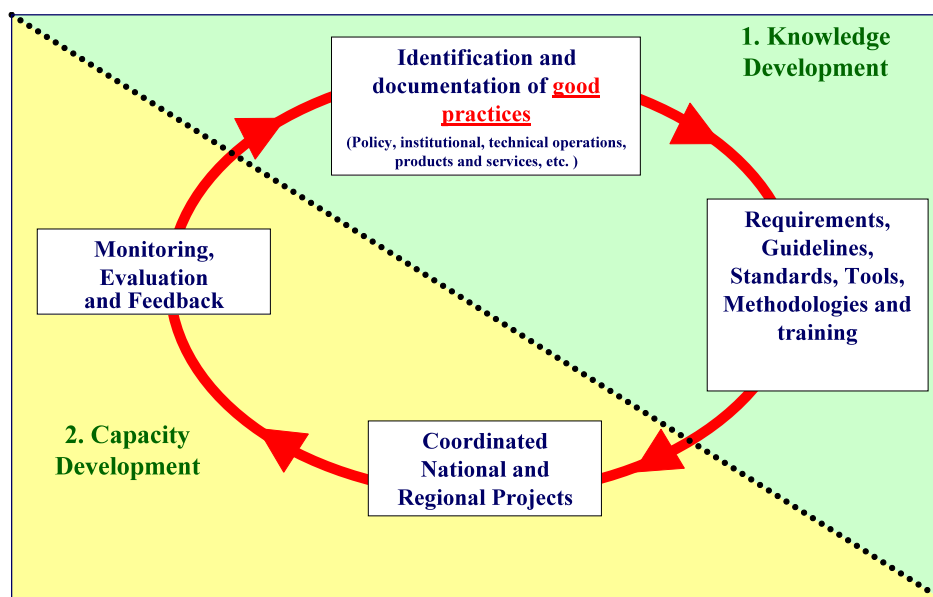 1. Knowledge
Development
Identification and
documentation of good
practices
(Policy, institutional, technical operations,
products and services, etc. )
Requirements,
Guidelines,
Standards, Tools,
Methodologies and
training
Monitoring,
Evaluation
and Feedback
2. Capacity
Development
Coordinated
National and
Regional Projects